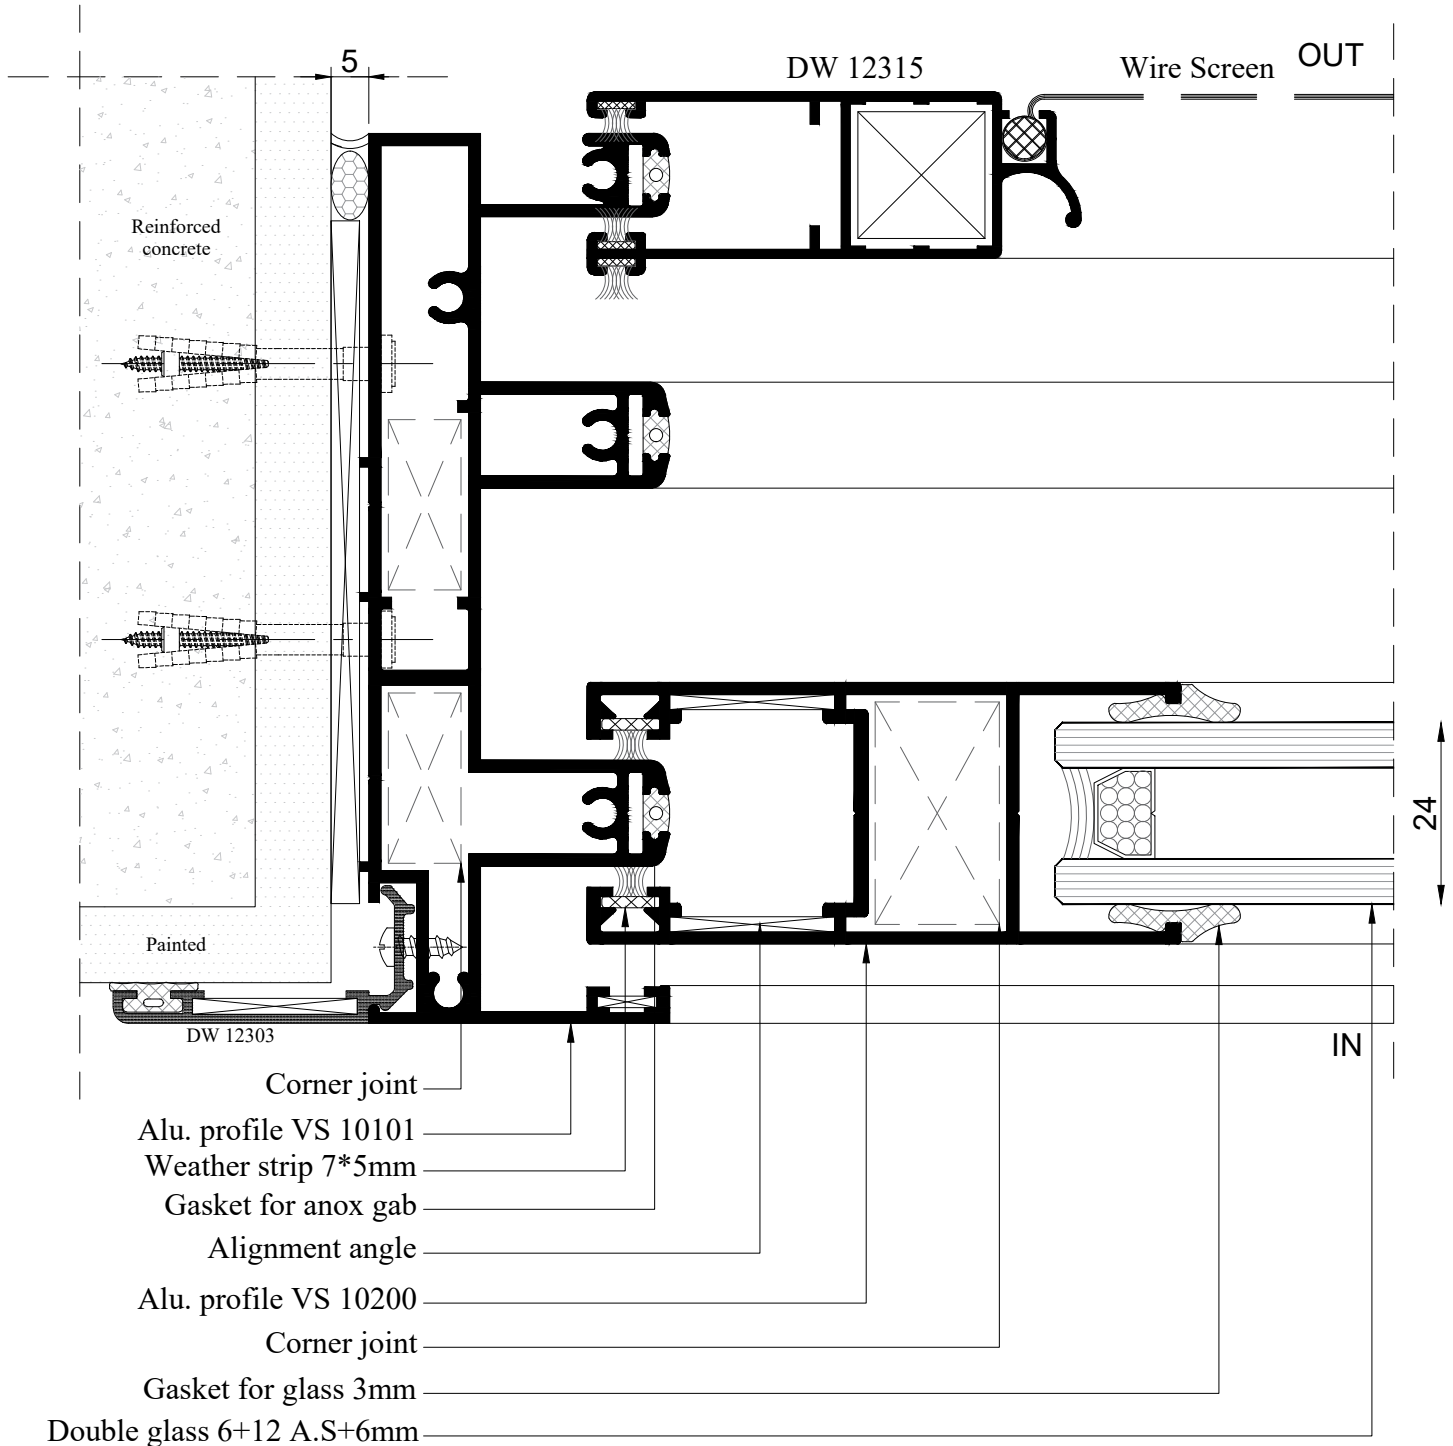 5
DW 12315
Wire Screen
OUT
Reinforced
concrete
24
Painted
DW 12303
IN
Corner joint
Alu. profile VS 10101
Weather strip 7*5mm
Gasket for anox gab
Alignment angle
Alu. profile VS 10200
Corner joint
Gasket for glass 3mm
Double glass 6+12 A.S+6mm